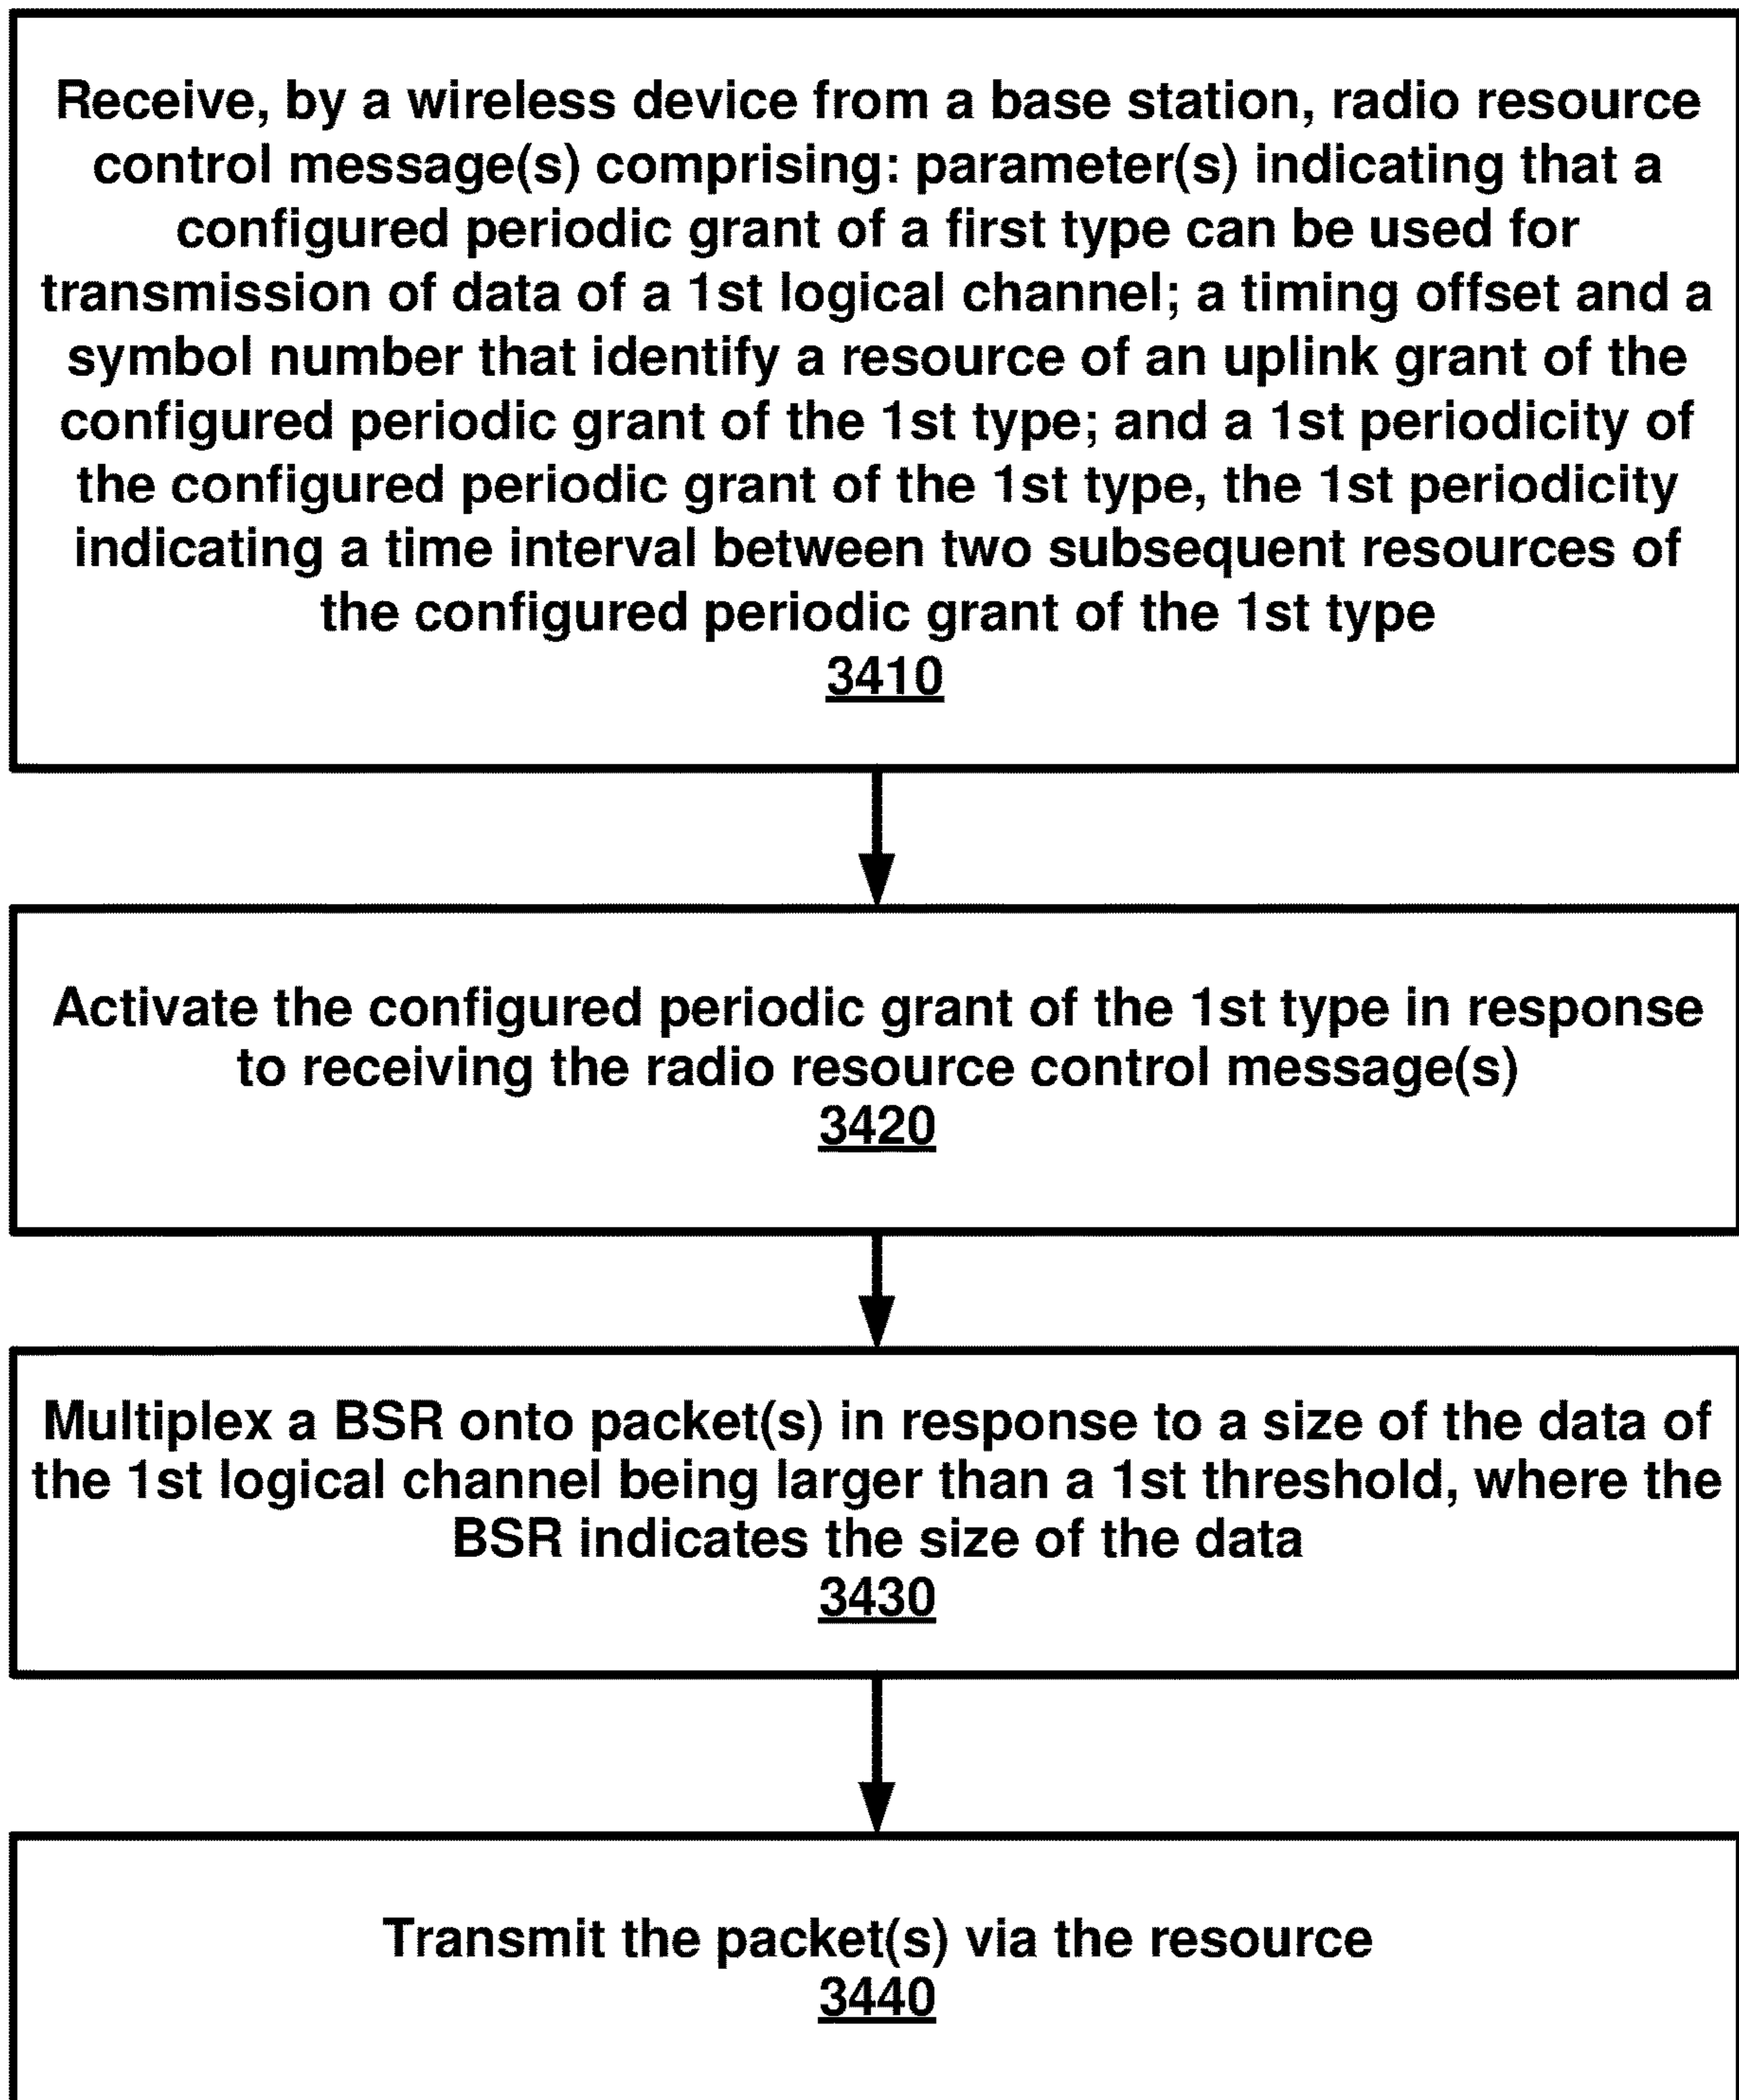 Receive, by a wireless device from a base station, radio resource
control message(s) comprising: parameter(s) indicating that a
configured periodic grant of a first type can be used for
transmission of data of a 1st logical channel; a timing offset and a
symbol number that identify a resource of an uplink grant of the
configured periodic grant of the 1st type; and a 1st periodicity of
the configured periodic grant of the 1st type, the 1st periodicity
indicating a time interval between two subsequent resources of
the configured periodic grant of the 1st type
3410
Activate the configured periodic grant of the 1st type in response
to receiving the radio resource control message(s)
3420
Multiplex a BSR onto packet(s) in response to a size of the data of
the 1st logical channel being larger than a 1st threshold, where the
BSR indicates the size of the data
3430
Transmit the packet(s) via the resource
3440